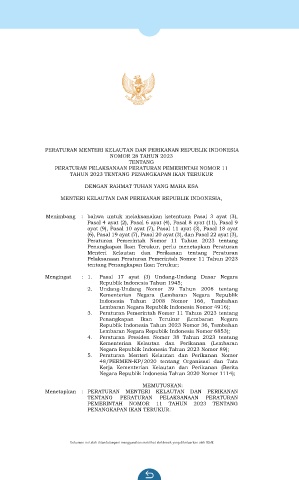 PERATURAN MENTERI KELAUTAN DAN PERIKANAN REPUBLIK INDONESIA
NOMOR 28 TAHUN 2023
TENTANG
PERATURAN PELAKSANAAN PERATURAN PEMERINTAH NOMOR 11
TAHUN 2023 TENTANG PENANGKAPAN IKAN TERUKUR
DENGAN RAHMAT TUHAN YANG MAHA ESA
MENTERI KELAUTAN DAN PERIKANAN REPUBLIK INDONESIA,
Menimbang : bahwa untuk melaksanakan ketentuan Pasal 3 ayat (3),
Pasal 4 ayat (2), Pasal 6 ayat (4), Pasal 8 ayat (11), Pasal 9
ayat (9), Pasal 10 ayat (7), Pasal 11 ayat (3), Pasal 18 ayat
(6), Pasal 19 ayat (7), Pasal 20 ayat (3), dan Pasal 22 ayat (3),
Peraturan Pemerintah Nomor 11 Tahun 2023 tentang
Penangkapan Ikan Terukur, perlu menetapkan Peraturan
Menteri Kelautan dan Perikanan tentang Peraturan
Pelaksanaan Peraturan Pemerintah Nomor 11 Tahun 2023
tentang Penangkapan Ikan Terukur;
Mengingat : 1. Pasal 17 ayat (3) Undang-Undang Dasar Negara
Republik Indonesia Tahun 1945;
2. Undang-Undang Nomor 39 Tahun 2008 tentang
Kementerian Negara (Lembaran Negara Republik
Indonesia Tahun 2008 Nomor 166, Tambahan
Lembaran Negara Republik Indonesia Nomor 4916);
3. Peraturan Pemerintah Nomor 11 Tahun 2023 tentang
Penangkapan Ikan Terukur (Lembaran Negara
Republik Indonesia Tahun 2023 Nomor 36, Tambahan
Lembaran Negara Republik Indonesia Nomor 6853);
4. Peraturan Presiden Nomor 38 Tahun 2023 tentang
Kementerian Kelautan dan Perikanan (Lembaran
Negara Republik Indonesia Tahun 2023 Nomor 89);
5. Peraturan Menteri Kelautan dan Perikanan Nomor
48/PERMEN-KP/2020 tentang Organisasi dan Tata
Kerja Kementerian Kelautan dan Perikanan (Berita
Negara Republik Indonesia Tahun 2020 Nomor 1114);
MEMUTUSKAN:
Menetapkan : PERATURAN MENTERI KELAUTAN DAN PERIKANAN
TENTANG PERATURAN PELAKSANAAN PERATURAN
PEMERINTAH NOMOR 11 TAHUN 2023 TENTANG
PENANGKAPAN IKAN TERUKUR.